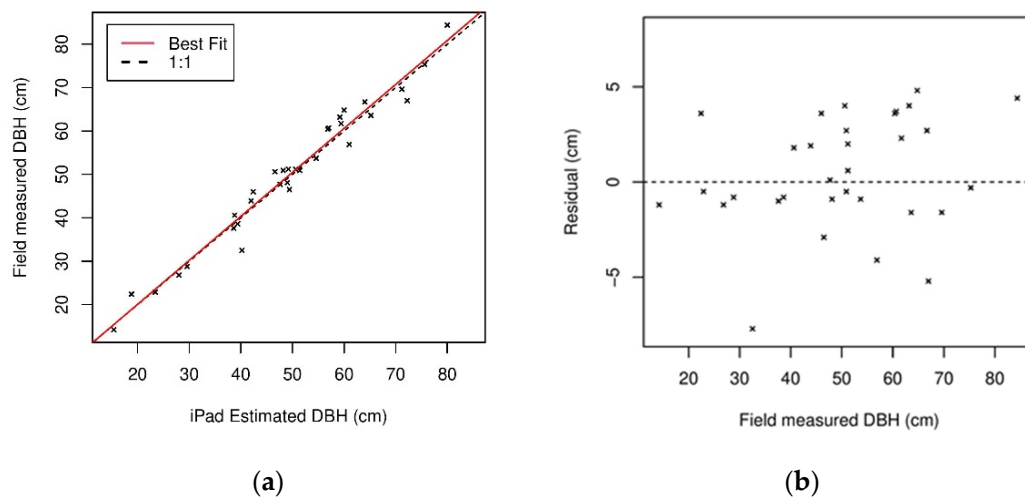 Best Fit
1:1
Field measured DBH (cm)
80
70
60
50
40
30
20
20 30 40 50 60 70 80
iPad Estimated DBH (cm)
(a)
Residual (cm)
5
0
−5
20 30 40 50 60 70 80
Field measured DBH (cm)
(b)